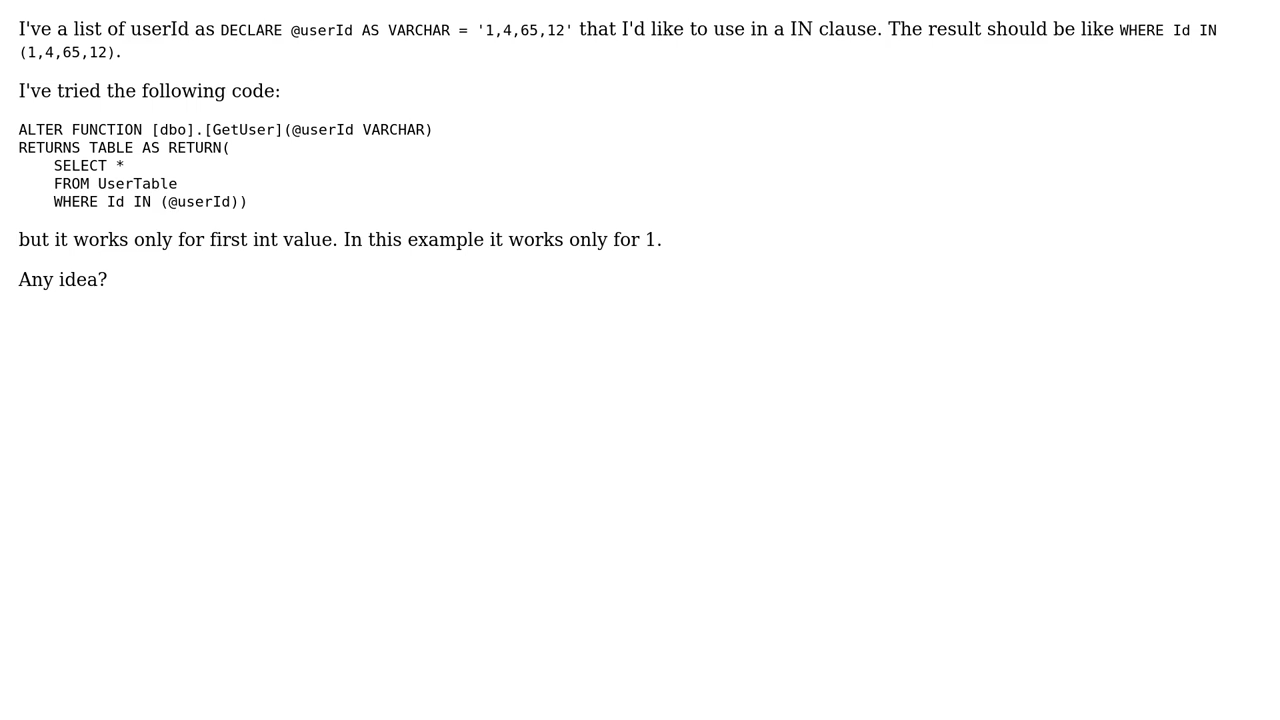 I've a list of userId as DECLARE @userId AS VARCHAR = '1,4,65,12' that I'd like to use in a IN clause. The result should be like WHERE Id IN
(1,4,65,12).
I've tried the following code:
ALTER FUNCTION [dbo].[GetUser](@userId VARCHAR)
RETURNS TABLE AS RETURN(
    SELECT *
    FROM UserTable
    WHERE Id IN (@userId))
but it works only for first int value. In this example it works only for 1.
Any idea?